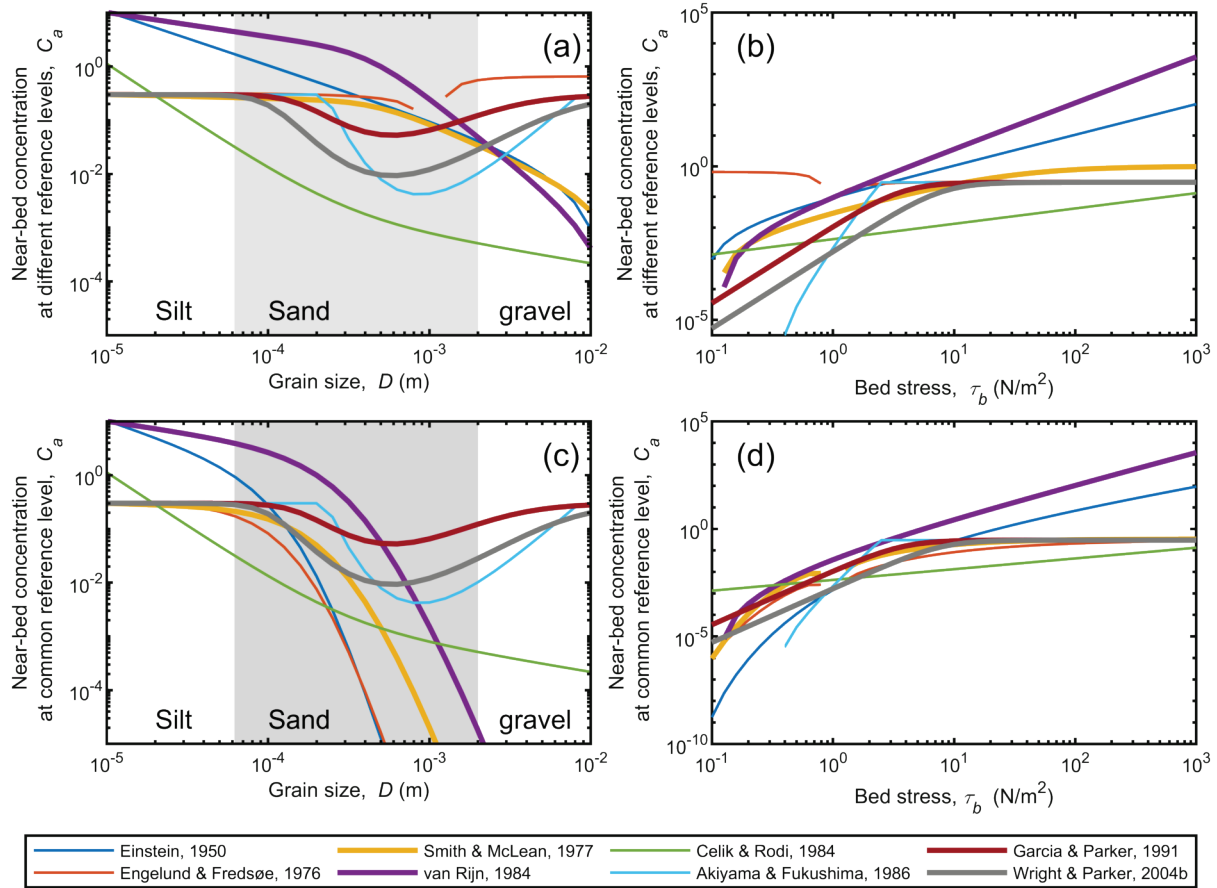 (a)
Near-bed concentration
at different reference levels, C_a
10^0
10^-2
10^-4
Silt
Sand
gravel
10^-5
10^-4
10^-3
10^-2
Grain size, D (m)
(b)
Near-bed concentration
at different reference levels, C_a
10^5
10^0
10^-5
10^-1
10^0
10^1
10^2
10^3
Bed stress, τ_b (N/m^2)
(c)
Near-bed concentration
at common reference level, C_a
10^0
10^-2
10^-4
Silt
Sand
gravel
10^-5
10^-4
10^-3
10^-2
Grain size, D (m)
(d)
Near-bed concentration
at common reference level, C_a
10^5
10^0
10^-5
10^-10
10^-1
10^0
10^1
10^2
10^3
Bed stress, τ_b (N/m^2)
Einstein, 1950
Smith & McLean, 1977
Celik & Rodi, 1984
Garcia & Parker, 1991
Engelund & Fredsøe, 1976
van Rijn, 1984
Akiyama & Fukushima, 1986
Wright & Parker, 2004b